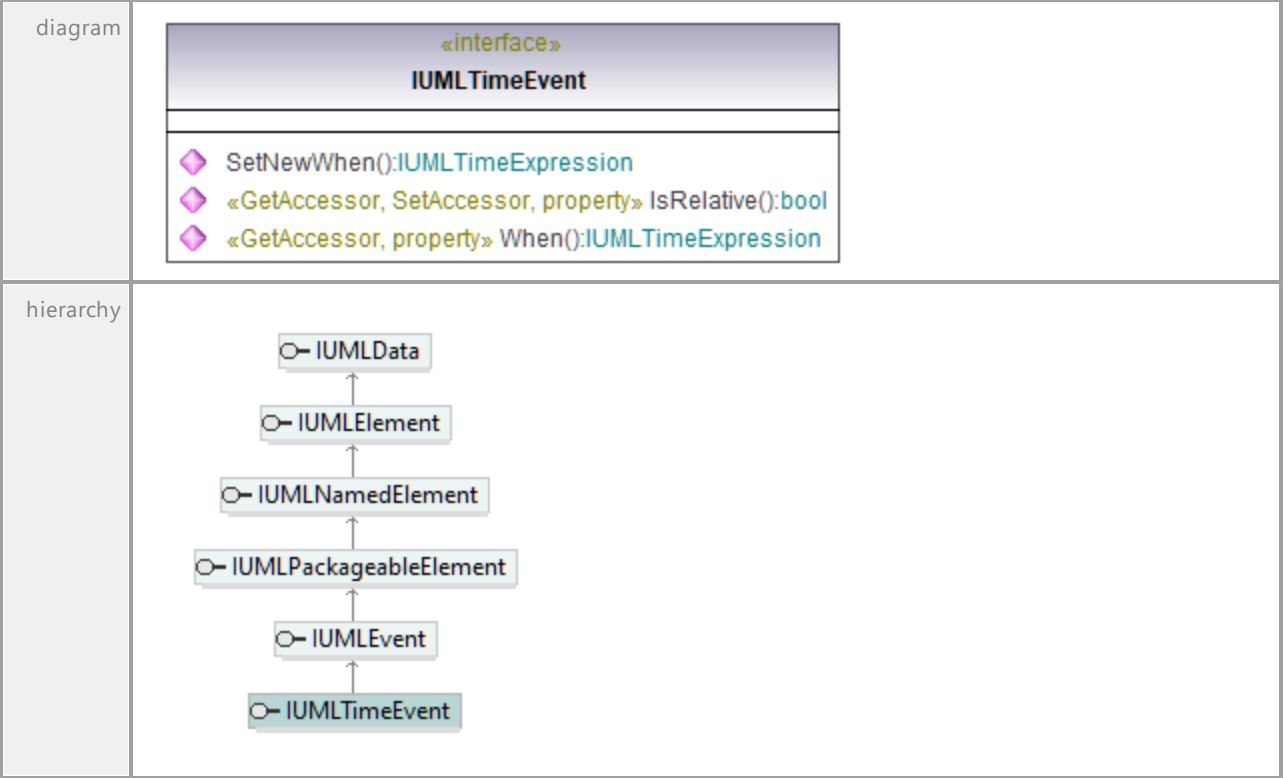 diagram
«interface»
IUMLTimeEvent
SetNewWhen():IUMLTimeExpression
«GetAccessor, SetAccessor, property» IsRelative():bool
«GetAccessor, property» When():IUMLTimeExpression
hierarchy
IUMLData
IUMLElement
IUMLNamedElement
IUMLPackageableElement
IUMLEvent
IUMLTimeEvent